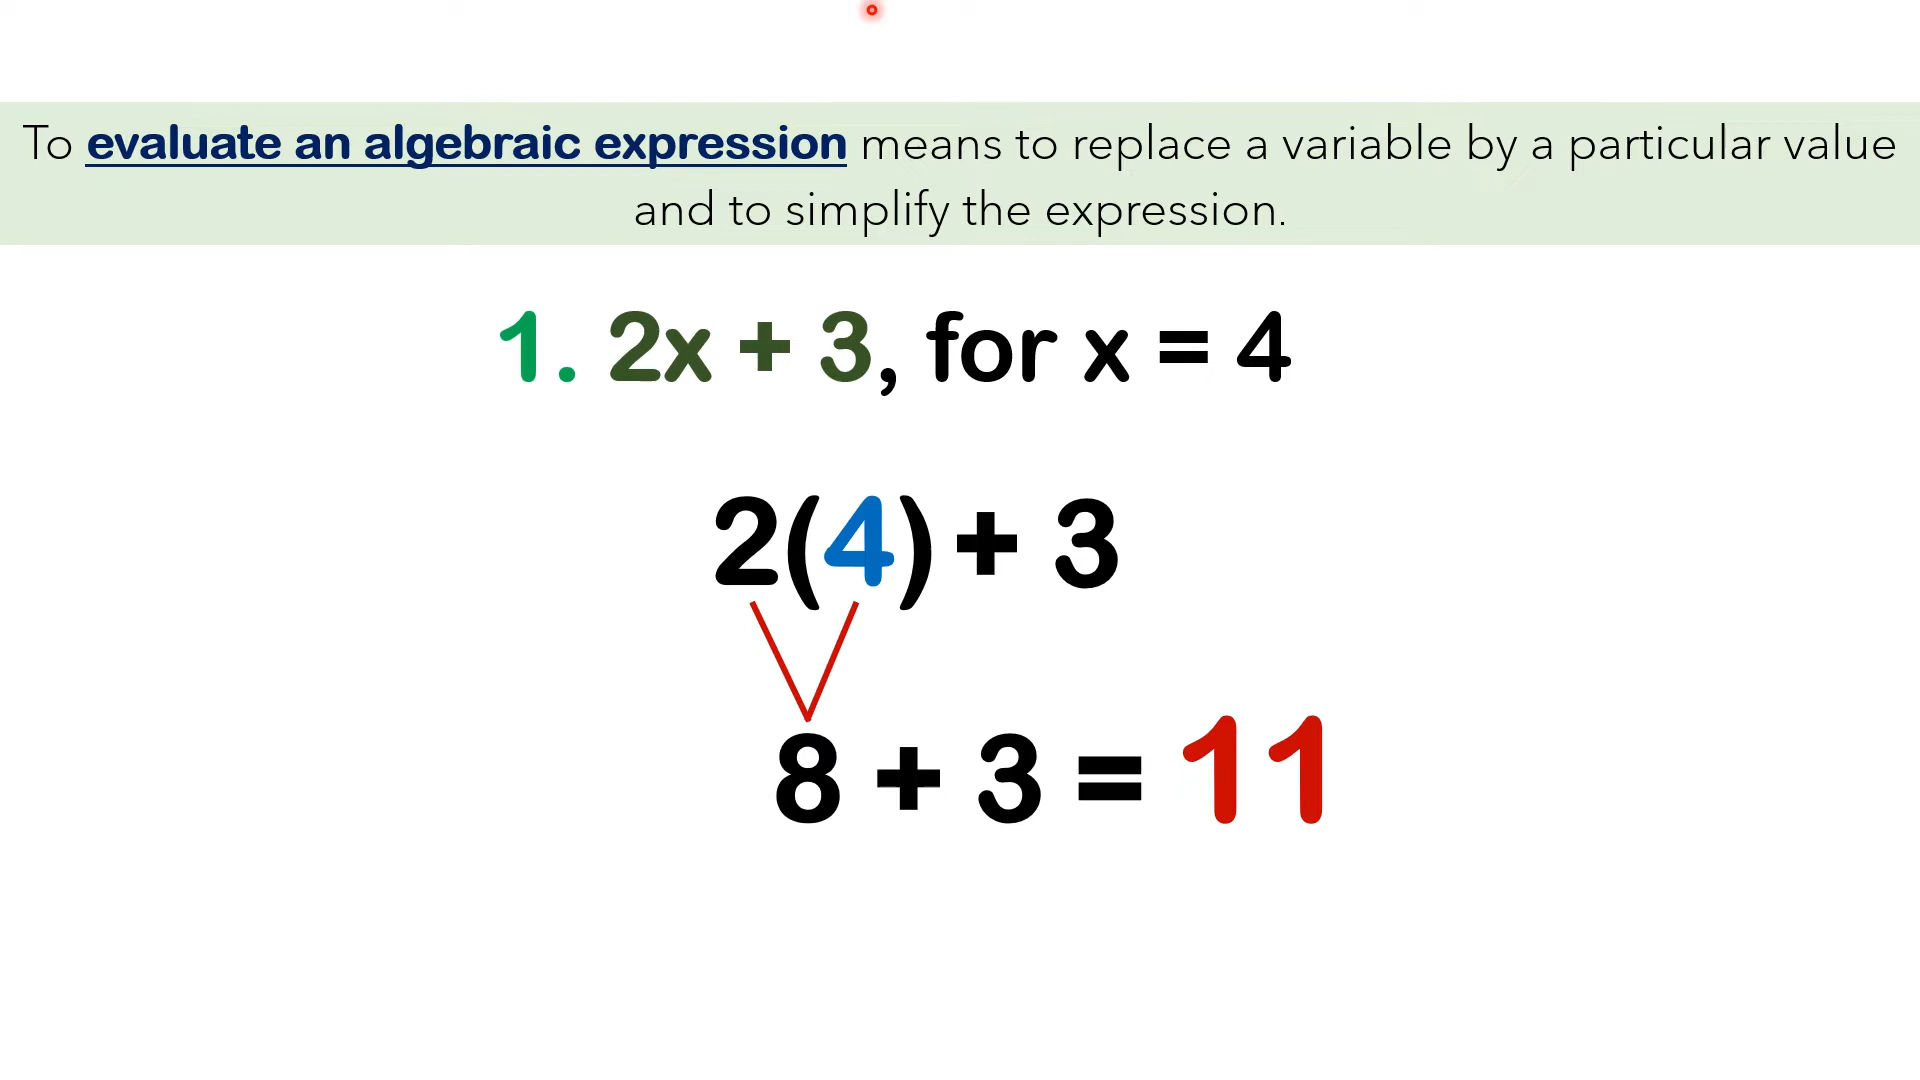 To evaluate an algebraic expression means to replace a variable by a particular value
and to simplify the expression.
1. 2x + 3, for x = 4
2(4) + 3
8 + 3 = 11